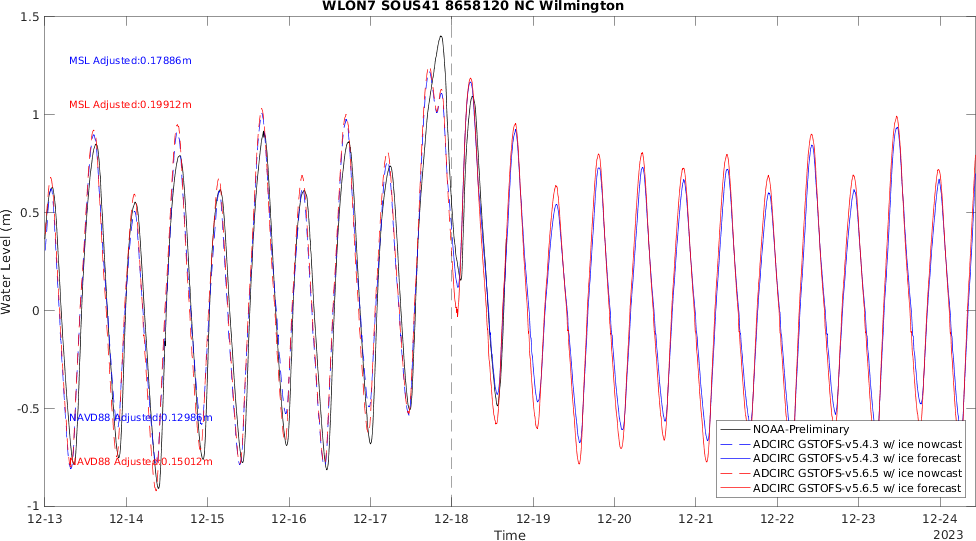 WLON7 SOUS41 8658120 NC Wilmington
1.5
1
0.5
0
-0.5
-1
Water Level (m)
MSL Adjusted:0.17886m
MSL Adjusted:0.19912m
NAVD88 Adjusted:0.12986m
NAVD88 Adjusted:0.15012m
NOAA-Preliminary
ADCIRC GSTOFS-v5.4.3 w/ ice nowcast
ADCIRC GSTOFS-v5.4.3 w/ ice forecast
ADCIRC GSTOFS-v5.6.5 w/ ice nowcast
ADCIRC GSTOFS-v5.6.5 w/ ice forecast
12-13 12-14 12-15 12-16 12-17 12-18 12-19 12-20 12-21 12-22 12-23 12-24
Time
2023